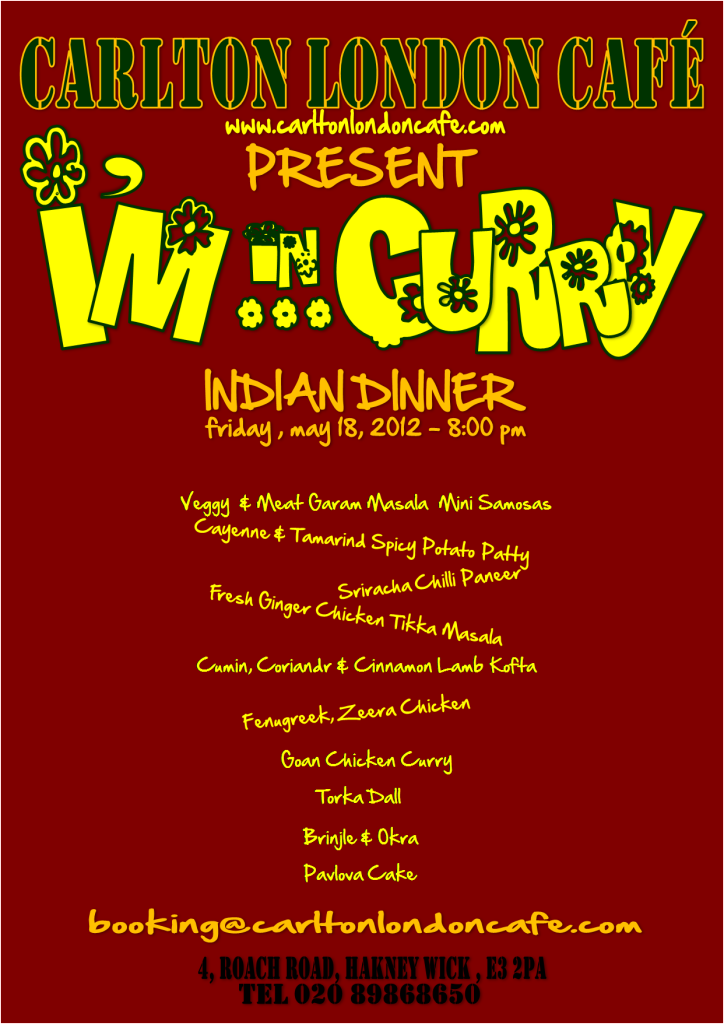 CARLTON LONDON CAFÉ
www.carltonlondoncafe.com
PRESENT
I'M IN ... CURRY
INDIAN DINNER
friday , may 18, 2012 - 8:00 pm
Veggy & Meat Garam Masala Mini Samosas
Cayenne & Tamarind Spicy Potato Patty
Sriracha Chilli Paneer
Fresh Ginger Chicken Tikka Masala
Cumin, Coriandr & Cinnamon Lamb Kofta
Fenugreek, Zeera Chicken
Goan Chicken Curry
Torka Dall
Brinjle & Okra
Pavlova Cake
booking@carltonlondoncafe.com
4, ROACH ROAD, HAKNEY WICK , E3 2PA
TEL 020 89868650